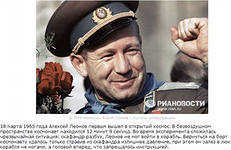 РИАНОВОСТИ
18 марта 1965 года Алексей Леонов первым вышел в открытый космос. В безвоздушном
пространстве космонавт находился 12 минут 9 секунд. Во время эксперимента сложилась
чрезвычайная ситуация: скафандр разбух, Леонов не мог войти в корабль. Вернуться на борт
космонавту удалось только стравив из скафандра излишнее давление, при этом он залез в люк
корабля не ногами, а головой вперед, что запрещалось инструкцией.